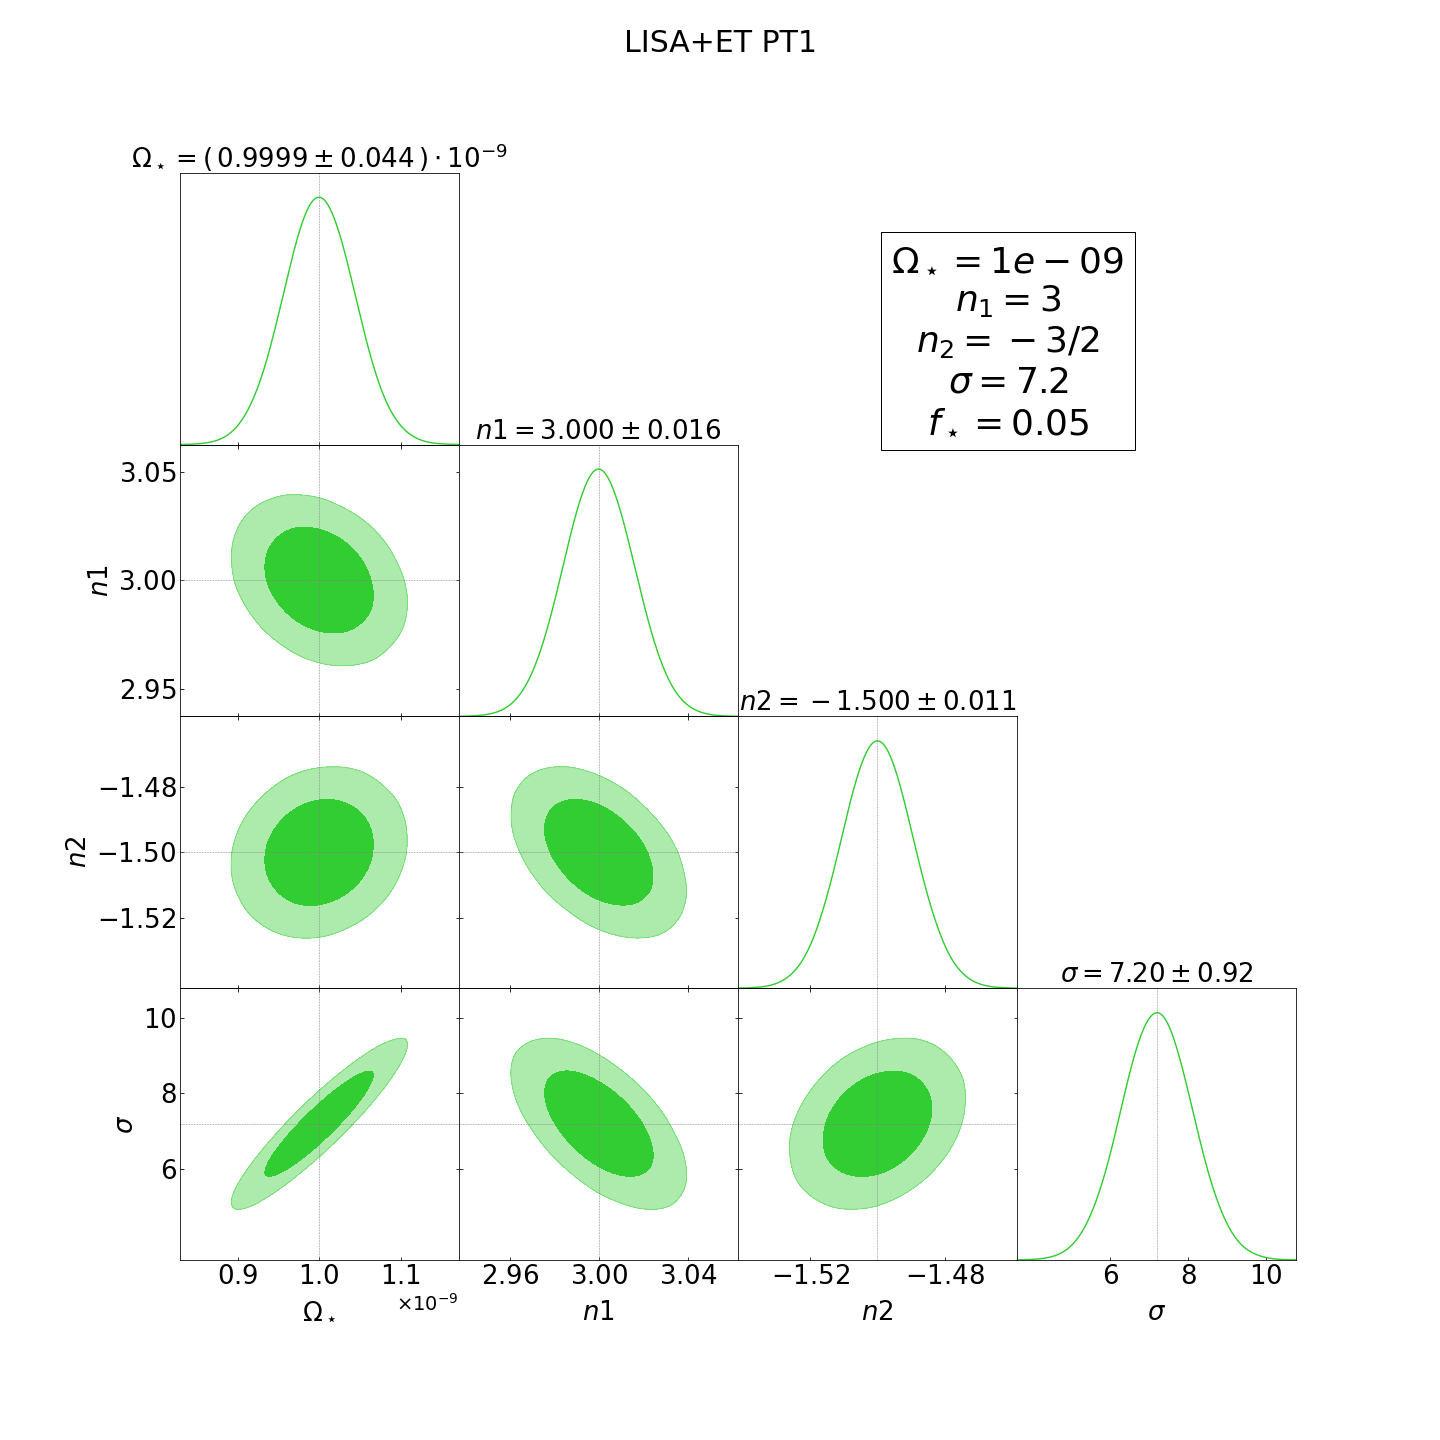 LISA+ET PT1
Ω⋆ = ( 0.9999 ± 0.044 ) · 10⁻⁹
Ω⋆ = 1e − 09
n₁ = 3
n₂ = − 3/2
σ = 7.2
f⋆ = 0.05
n1 = 3.000 ± 0.016
3.05
3.00
2.95
n1
n2 = − 1.500 ± 0.011
−1.48
−1.50
−1.52
n2
σ = 7.20 ± 0.92
10
8
6
σ
0.9 1.0 1.1 2.96 3.00 3.04 −1.52 −1.48 6 8 10
×10⁻⁹
Ω⋆ n1 n2 σ